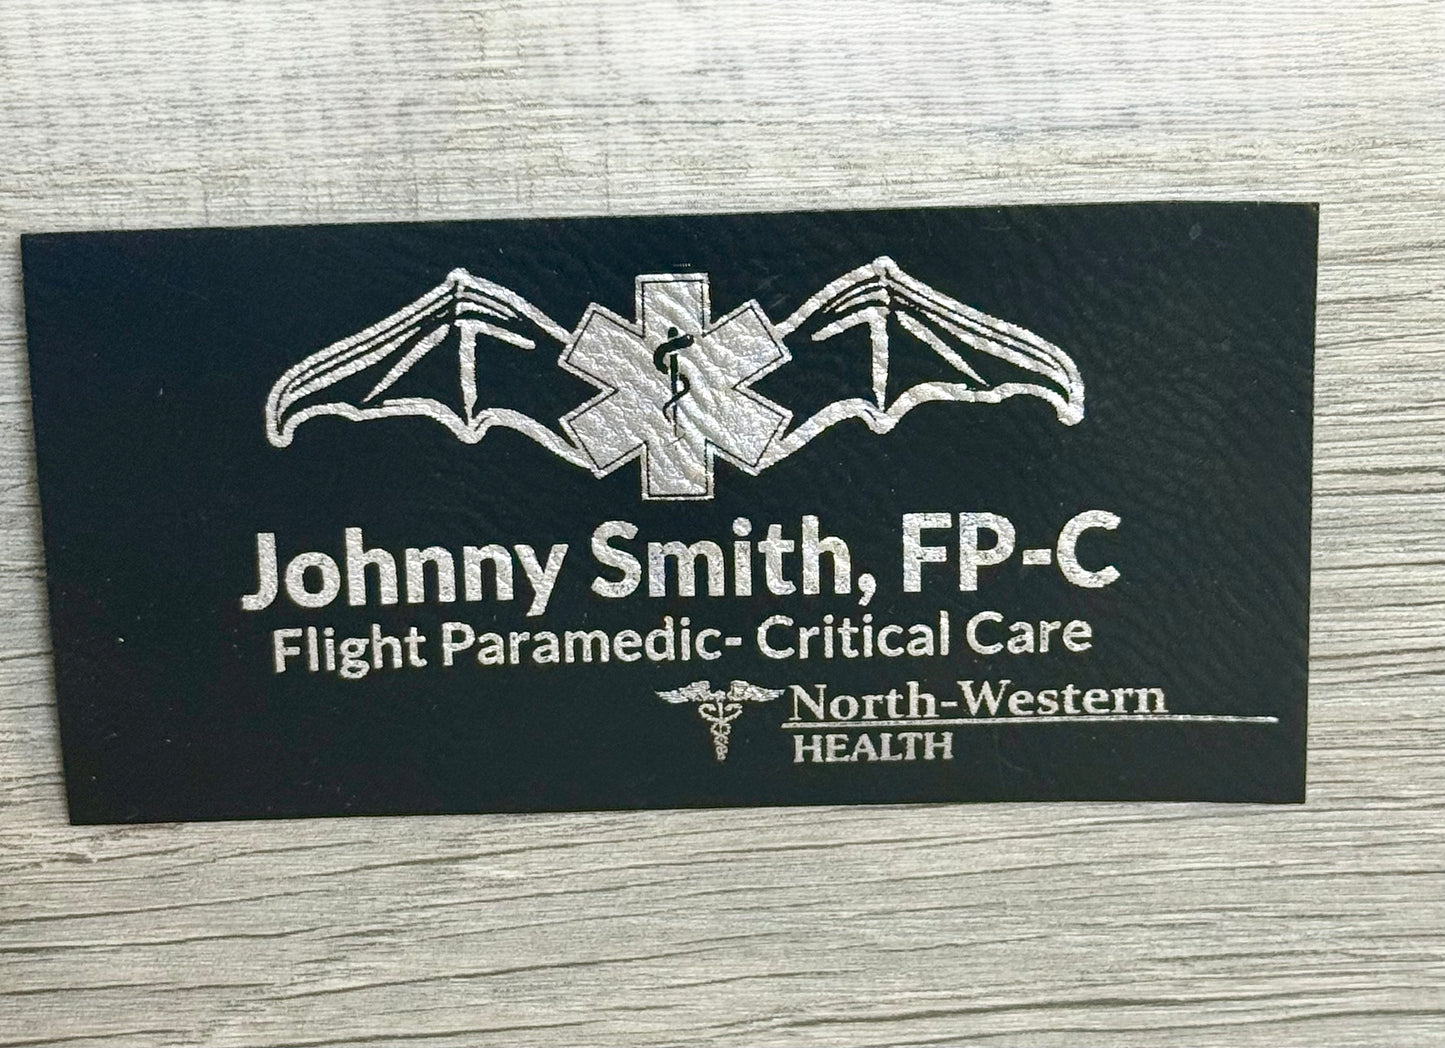 Johnny Smith, FP-C
Flight Paramedic- Critical Care
North-Western
HEALTH